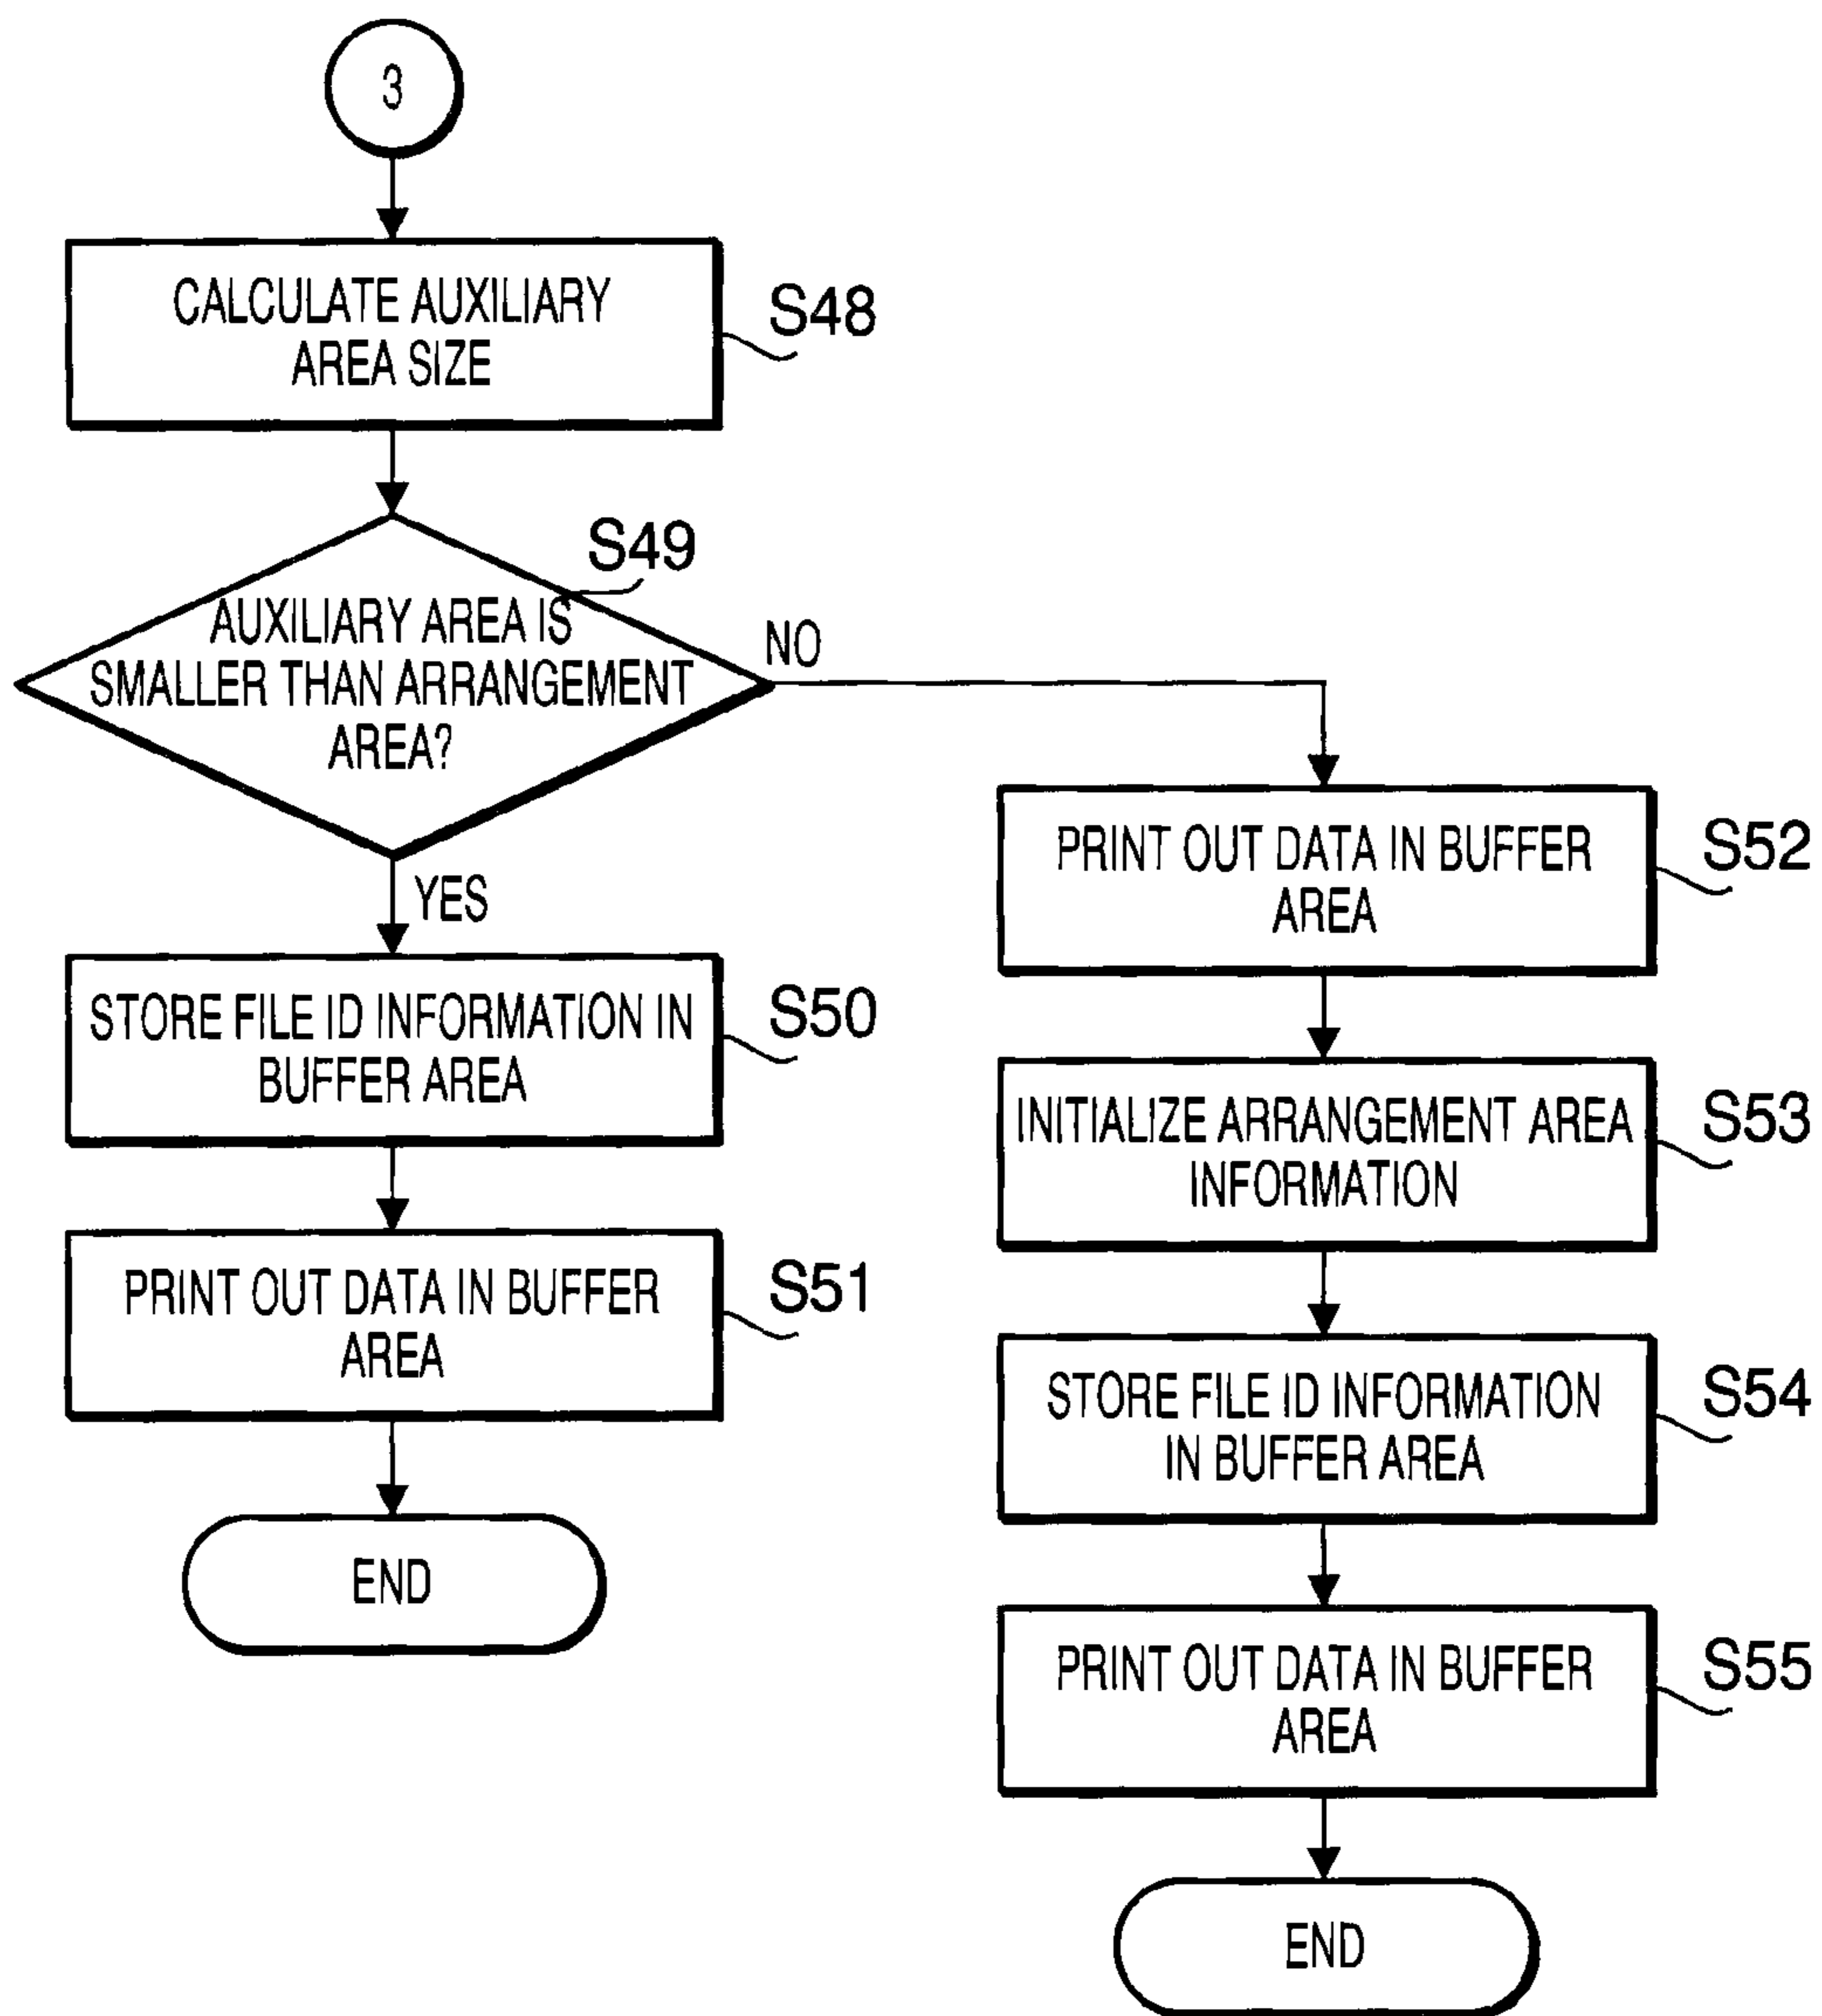 3
CALCULATE AUXILIARY
AREA SIZE
S48
S49
AUXILIARY AREA IS
SMALLER THAN ARRANGEMENT
AREA?
NO
YES
STORE FILE ID INFORMATION IN
BUFFER AREA
S50
PRINT OUT DATA IN BUFFER
AREA
S51
END
PRINT OUT DATA IN BUFFER
AREA
S52
INITIALIZE ARRANGEMENT AREA
INFORMATION
S53
STORE FILE ID INFORMATION
IN BUFFER AREA
S54
PRINT OUT DATA IN BUFFER
AREA
S55
END